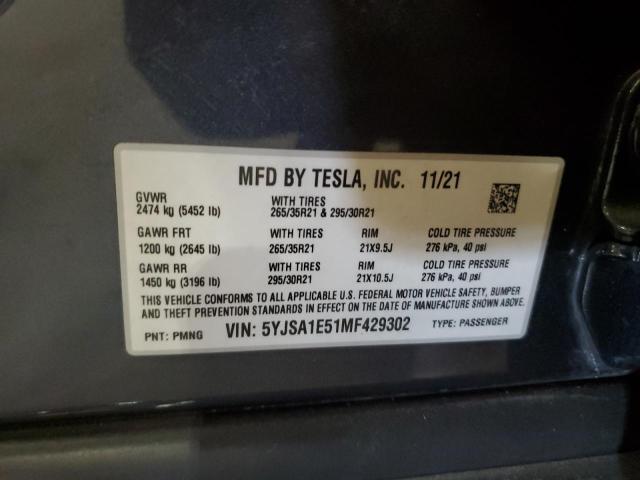 MFD BY TESLA, INC. 11/21
GVWR WITH TIRES
2474 kg (5452 lb) 265/35R21 & 295/30R21
GAWR FRT WITH TIRES RIM COLD TIRE PRESSURE
1200 kg (2645 lb) 265/35R21 21X9.5J 276 kPa, 40 psi
GAWR RR WITH TIRES RIM COLD TIRE PRESSURE
1450 kg (3196 lb) 295/30R21 21X10.5J 276 kPa, 40 psi
THIS VEHICLE CONFORMS TO ALL APPLICABLE U.S. FEDERAL MOTOR VEHICLE SAFETY, BUMPER
AND THEFT PREVENTION STANDARDS IN EFFECT ON THE DATE OF MANUFACTURE SHOWN ABOVE.
PNT: PMNG VIN: 5YJSA1E51MF429302 TYPE: PASSENGER